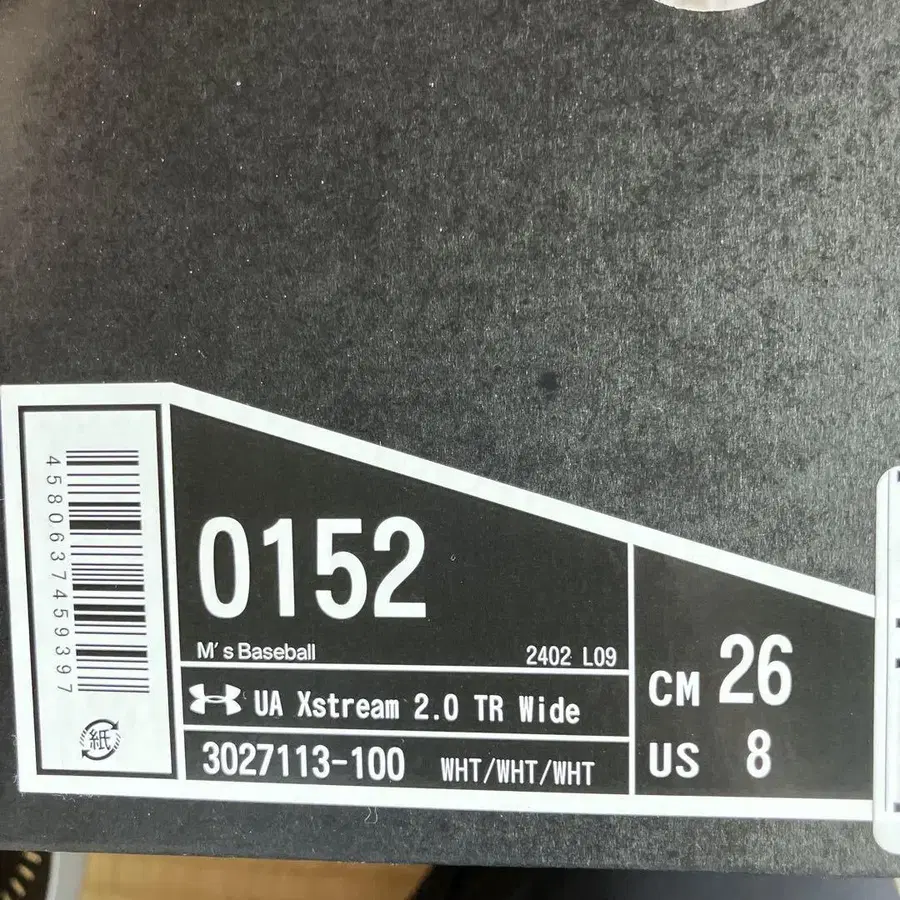 4580637459397
紙
0152
M's Baseball 2402 L09
UA Xstream 2.0 TR Wide
3027113-100 WHT/WHT/WHT
CM 26
US 8